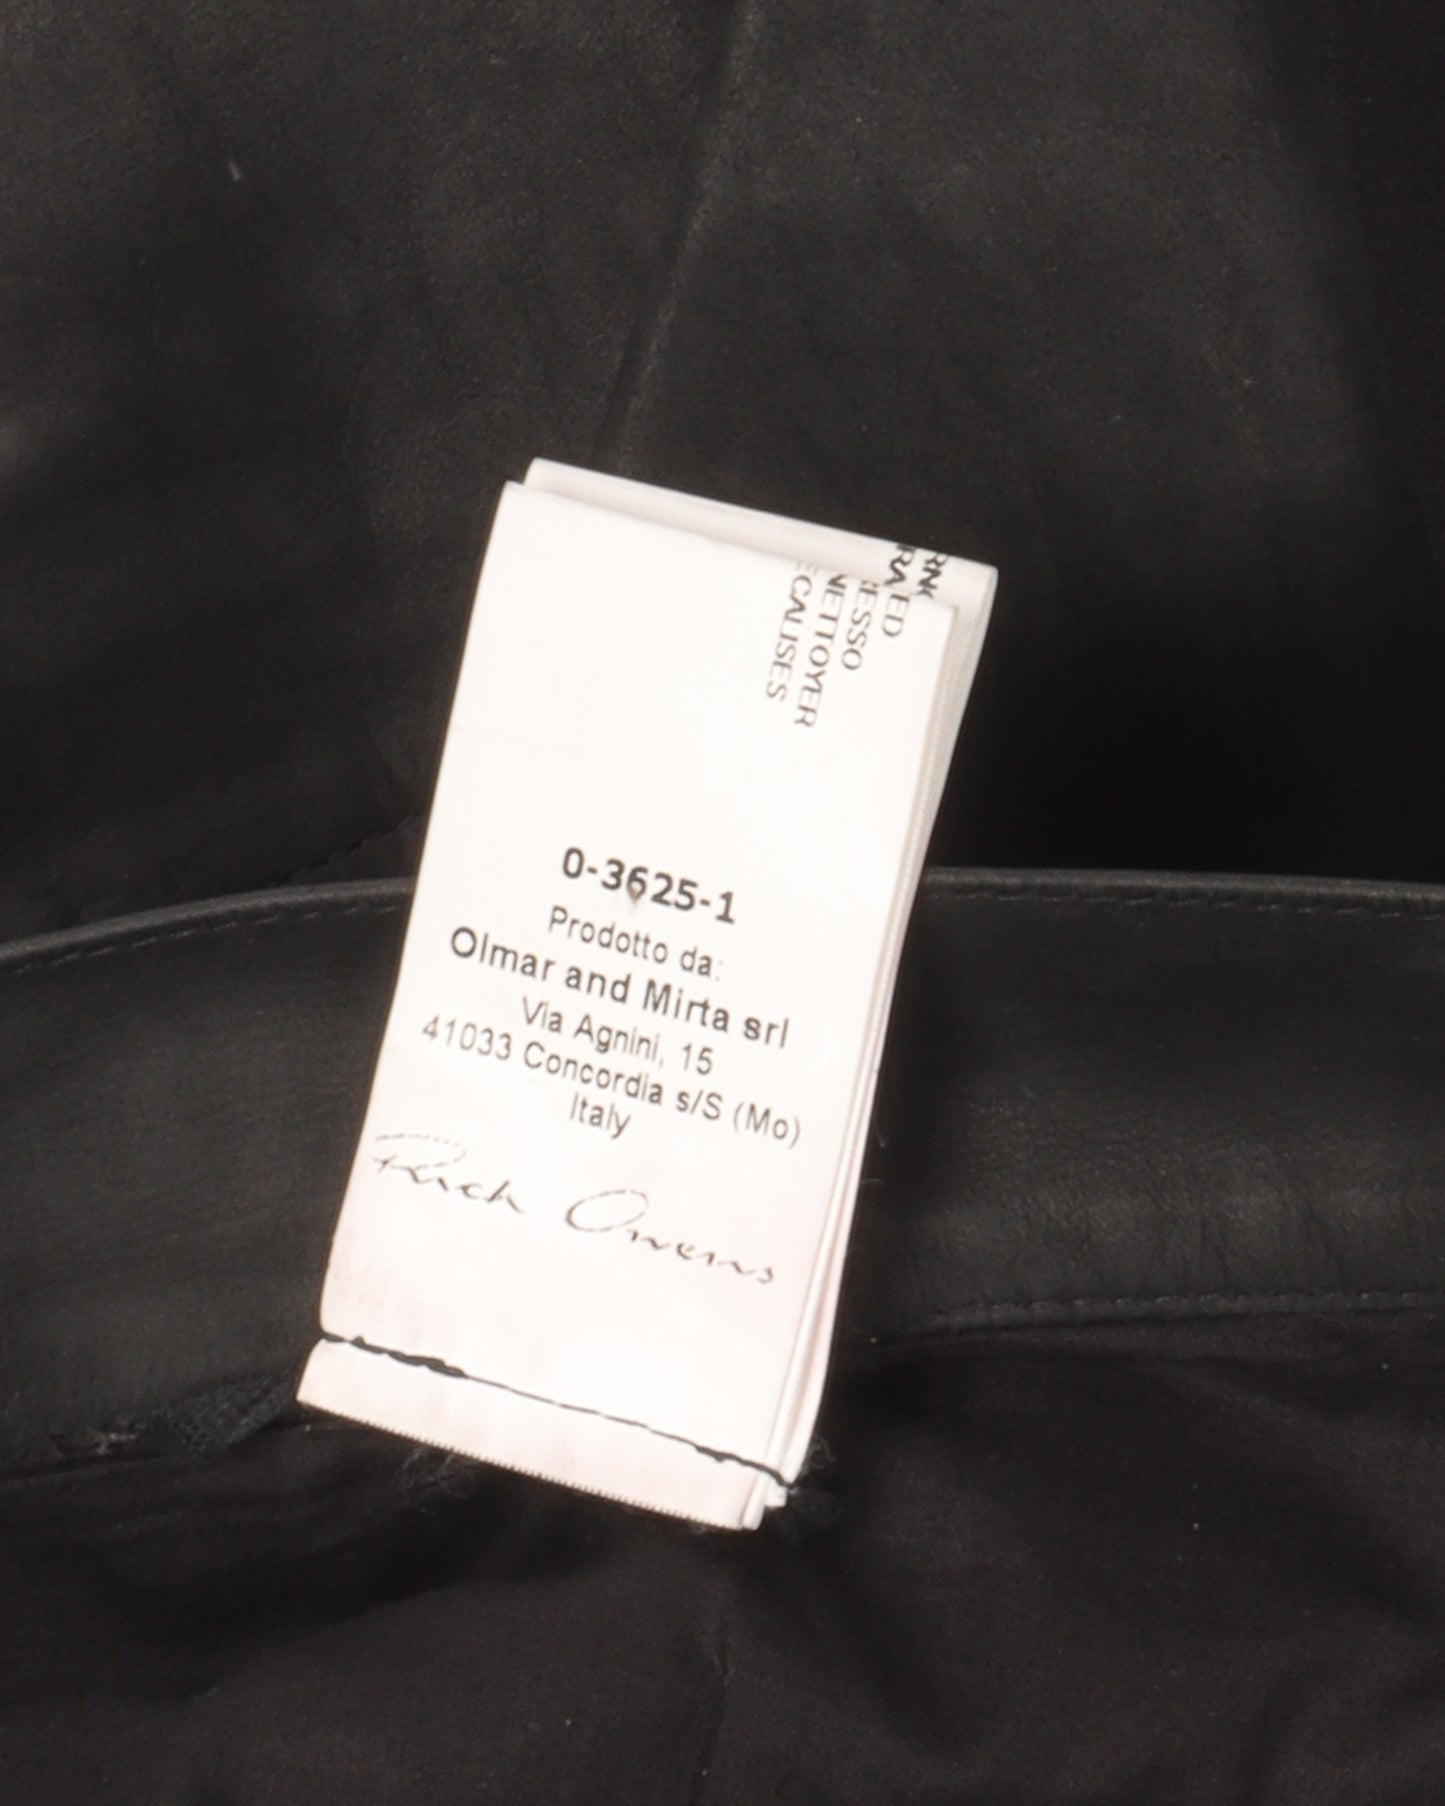 ED
ESSO
NETTOYER
CALISES
0-3625-1
Prodotto da:
Olmar and Mirta srl
Via Agnini, 15
41033 Concordia s/S (Mo)
Italy
Rick Owens